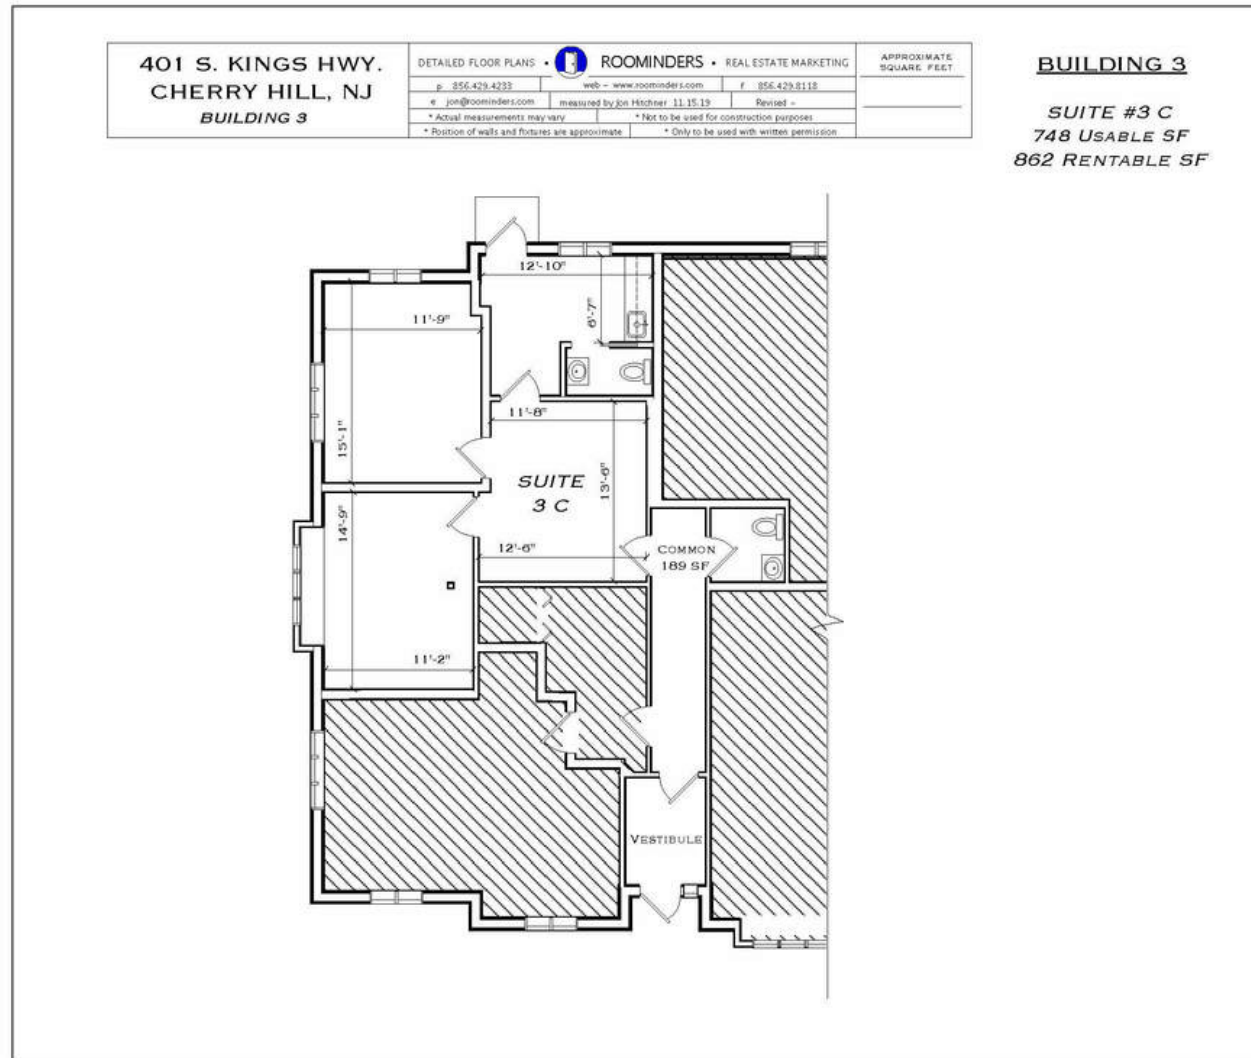 401 S. KINGS HWY.
CHERRY HILL, NJ
BUILDING 3
DETAILED FLOOR PLANS • ROOMINDERS • REAL ESTATE MARKETING
p 856.429.4233 web – www.roominders.com f 856.429.8118
e jon@roominders.com measured by Jon Hitchner 11.15.19 Revised –
* Actual measurements may vary * Not to be used for construction purposes
* Position of walls and fixtures are approximate * Only to be used with written permission
APPROXIMATE
SQUARE FEET
BUILDING 3
SUITE #3 C
748 USABLE SF
862 RENTABLE SF
12'-10"
6'-7"
11'-9"
15'-1"
11'-8"
13'-6"
SUITE
3 C
14'-9"
12'-6"
COMMON
189 SF
11'-2"
VESTIBULE